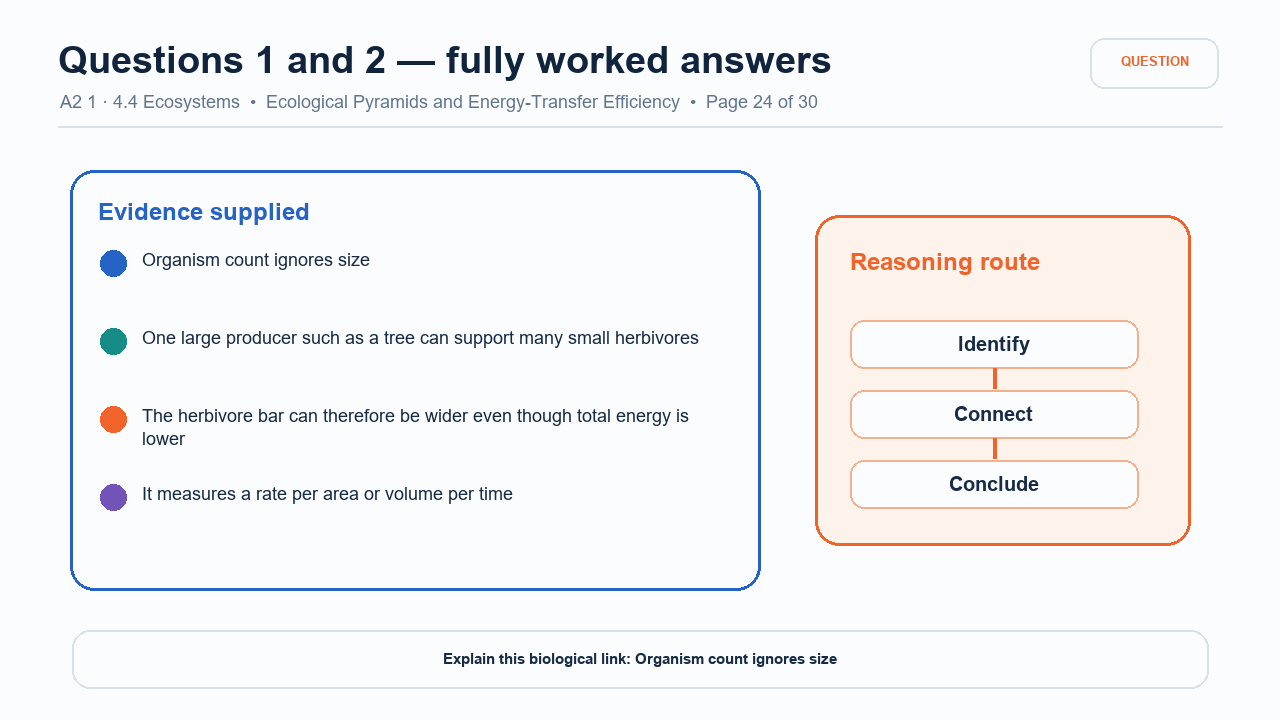 Questions 1 and 2 — fully worked answers
QUESTION
A2 1 · 4.4 Ecosystems • Ecological Pyramids and Energy-Transfer Efficiency • Page 24 of 30
Evidence supplied
Organism count ignores size
One large producer such as a tree can support many small herbivores
The herbivore bar can therefore be wider even though total energy is
lower
It measures a rate per area or volume per time
Reasoning route
Identify
Connect
Conclude
Explain this biological link: Organism count ignores size